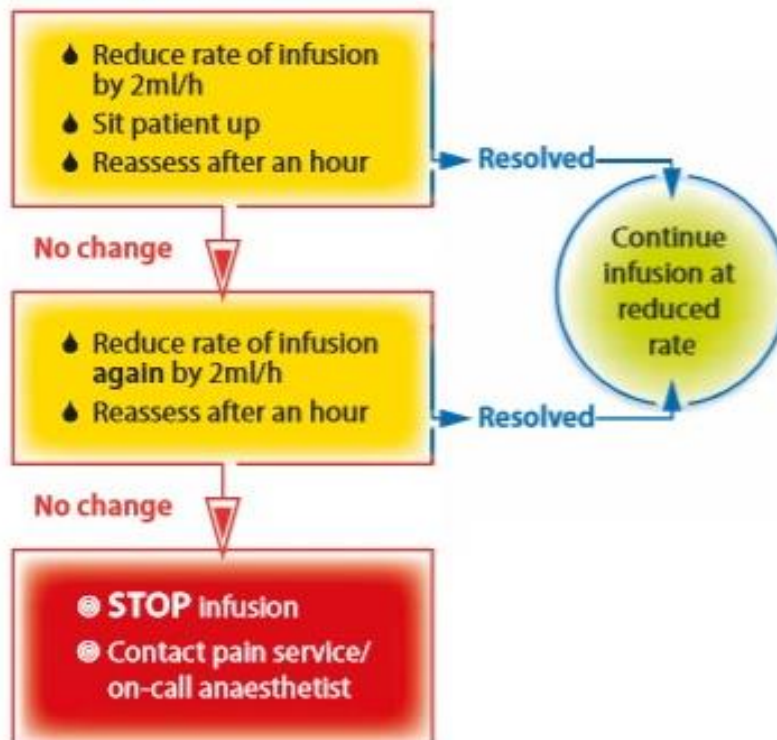 Reduce rate of infusion
by 2ml/h
Sit patient up
Reassess after an hour
Resolved
Continue
infusion at
reduced
rate
No change
Reduce rate of infusion
again by 2ml/h
Reassess after an hour
Resolved
No change
STOP infusion
Contact pain service/
on-call anaesthetist